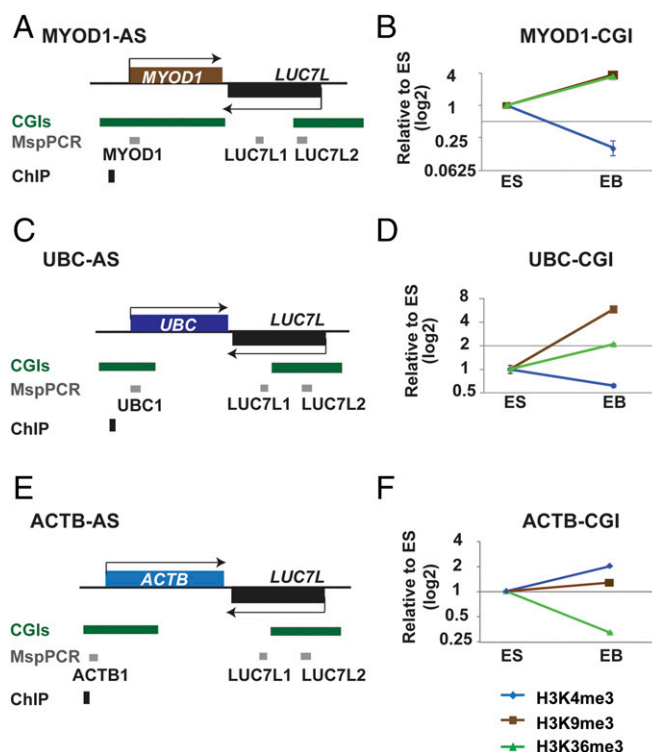 A
MYOD1-AS
MYOD1
LUC7L
CGIs
MspPCR
MYOD1
LUC7L1
LUC7L2
ChIP
B
MYOD1-CGI
Relative to ES
(log2)
4
1
0.25
0.0625
ES
EB
C
UBC-AS
UBC
LUC7L
CGIs
MspPCR
UBC1
LUC7L1
LUC7L2
ChIP
D
UBC-CGI
Relative to ES
(log2)
8
4
2
1
0.5
ES
EB
E
ACTB-AS
ACTB
LUC7L
CGIs
MspPCR
ACTB1
LUC7L1
LUC7L2
ChIP
F
ACTB-CGI
Relative to ES
(log2)
4
2
1
0.5
0.25
ES
EB
H3K4me3
H3K9me3
H3K36me3